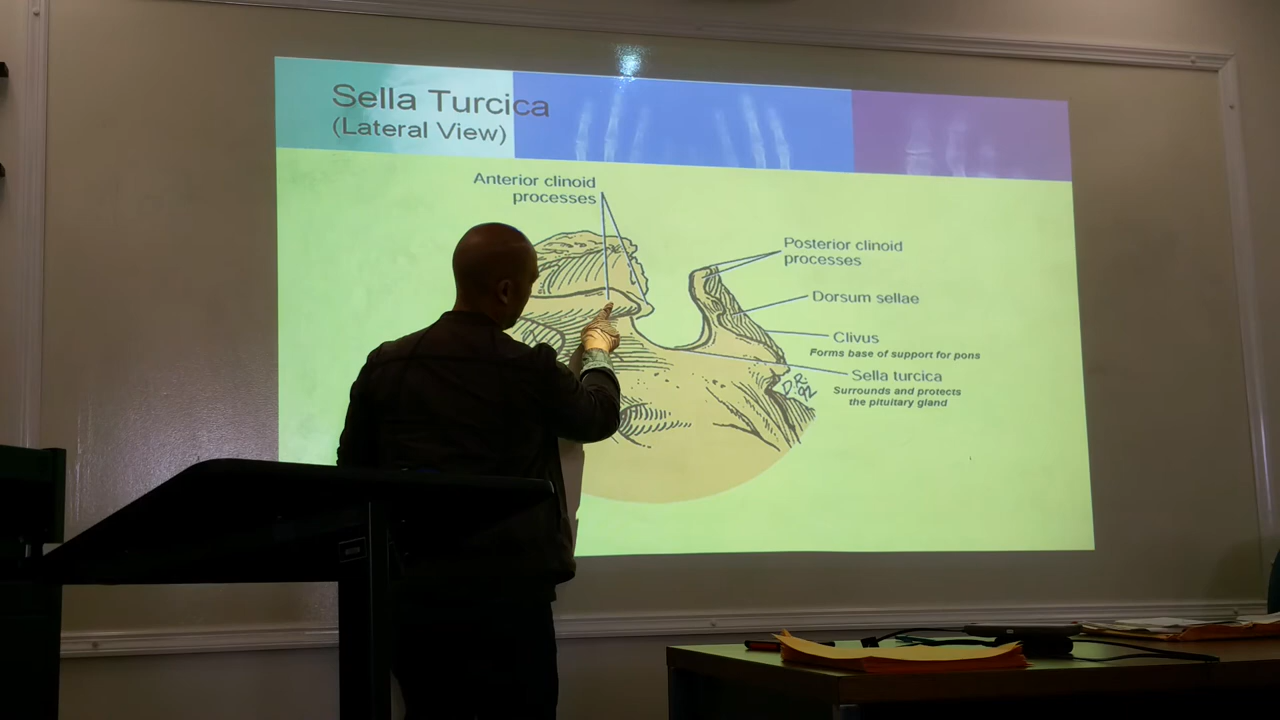 Sella Turcica
(Lateral View)
Anterior clinoid
processes
Posterior clinoid
processes
Dorsum sellae
Clivus
Forms base of support for pons
Sella turcica
Surrounds and protects
the pituitary gland
D.R.
'92